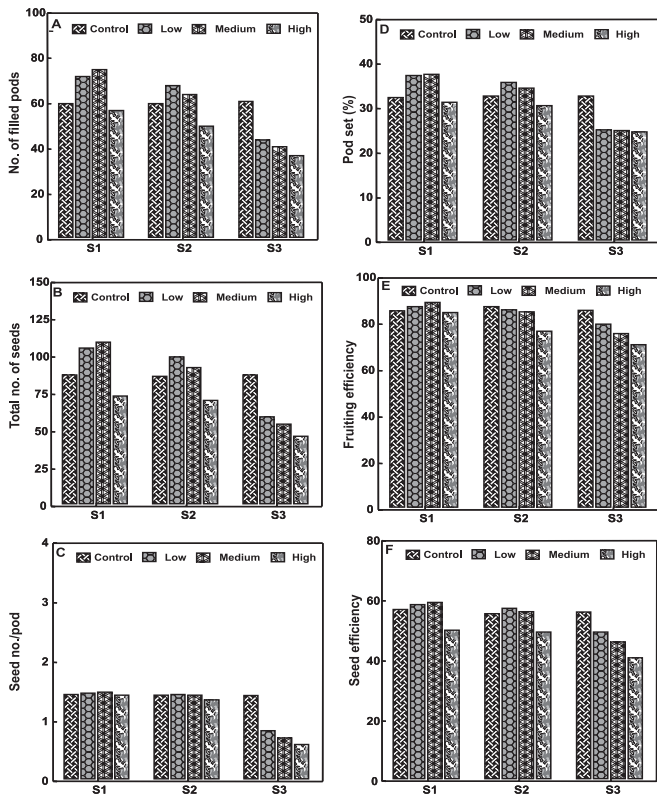 A
Control Low Medium High
No. of filled pods
100
80
60
40
20
0
S1 S2 S3
B
Control Low Medium High
Total no. of seeds
150
125
100
75
50
25
0
S1 S2 S3
C
Control Low Medium High
Seed no./pod
4
3
2
1
0
S1 S2 S3
D
Control Low Medium High
Pod set (%)
50
40
30
20
10
0
S1 S2 S3
E
Control Low Medium High
Fruiting efficiency
100
80
60
40
20
0
S1 S2 S3
F
Control Low Medium High
Seed efficiency
80
60
40
20
0
S1 S2 S3